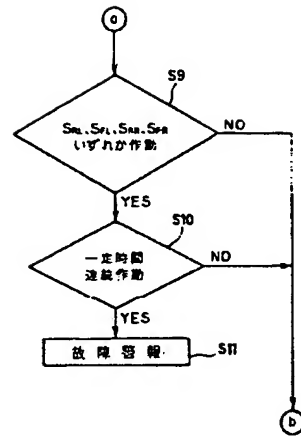 a
S9
SRL、SFL、SRR、SFR
いずれか作動
NO
YES
S10
一定時間
連続作動
NO
YES
故障警報
S11
b